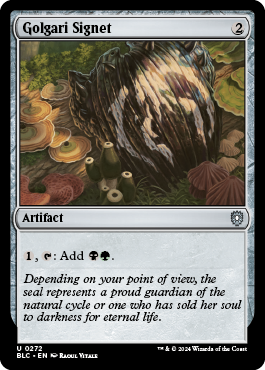 Golgari Signet 2
Artifact
1, : Add .
Depending on your point of view, the
seal represents a proud guardian of the
natural cycle or one who has sold her soul
to darkness for eternal life.
U 0272
BLC • EN Raoul Vitale
™ & © 2024 Wizards of the Coast